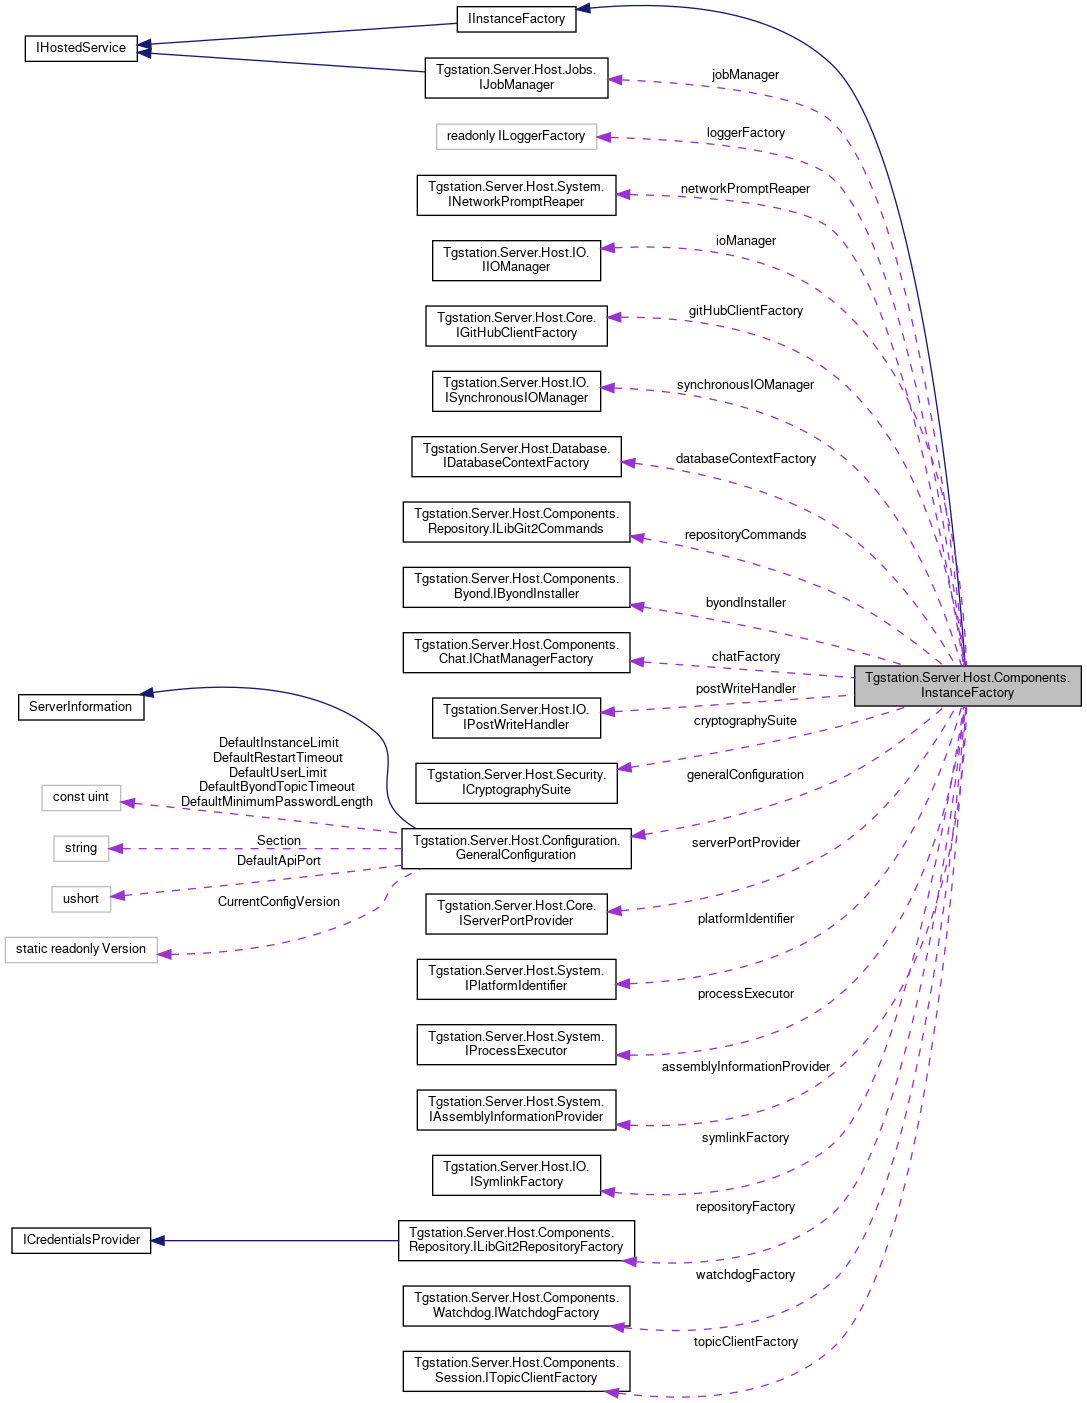 IInstanceFactory
IHostedService
Tgstation.Server.Host.Jobs.
IJobManager
jobManager
readonly ILoggerFactory
loggerFactory
Tgstation.Server.Host.System.
INetworkPromptReaper
networkPromptReaper
Tgstation.Server.Host.IO.
IIOManager
ioManager
Tgstation.Server.Host.Core.
IGitHubClientFactory
gitHubClientFactory
Tgstation.Server.Host.IO.
ISynchronousIOManager
synchronousIOManager
Tgstation.Server.Host.Database.
IDatabaseContextFactory
databaseContextFactory
Tgstation.Server.Host.Components.
Repository.ILibGit2Commands
repositoryCommands
Tgstation.Server.Host.Components.
Byond.IByondInstaller
byondInstaller
Tgstation.Server.Host.Components.
Chat.IChatManagerFactory
chatFactory
Tgstation.Server.Host.Components.
InstanceFactory
Tgstation.Server.Host.IO.
IPostWriteHandler
postWriteHandler
ServerInformation
Tgstation.Server.Host.Security.
ICryptographySuite
cryptographySuite
DefaultInstanceLimit
DefaultRestartTimeout
DefaultUserLimit
DefaultByondTopicTimeout
DefaultMinimumPasswordLength
const uint
generalConfiguration
Tgstation.Server.Host.Configuration.
GeneralConfiguration
Section
string
DefaultApiPort
ushort
CurrentConfigVersion
static readonly Version
Tgstation.Server.Host.Core.
IServerPortProvider
serverPortProvider
Tgstation.Server.Host.System.
IPlatformIdentifier
platformIdentifier
Tgstation.Server.Host.System.
IProcessExecutor
processExecutor
Tgstation.Server.Host.System.
IAssemblyInformationProvider
assemblyInformationProvider
Tgstation.Server.Host.IO.
ISymlinkFactory
symlinkFactory
ICredentialsProvider
Tgstation.Server.Host.Components.
Repository.ILibGit2RepositoryFactory
repositoryFactory
Tgstation.Server.Host.Components.
Watchdog.IWatchdogFactory
watchdogFactory
Tgstation.Server.Host.Components.
Session.ITopicClientFactory
topicClientFactory